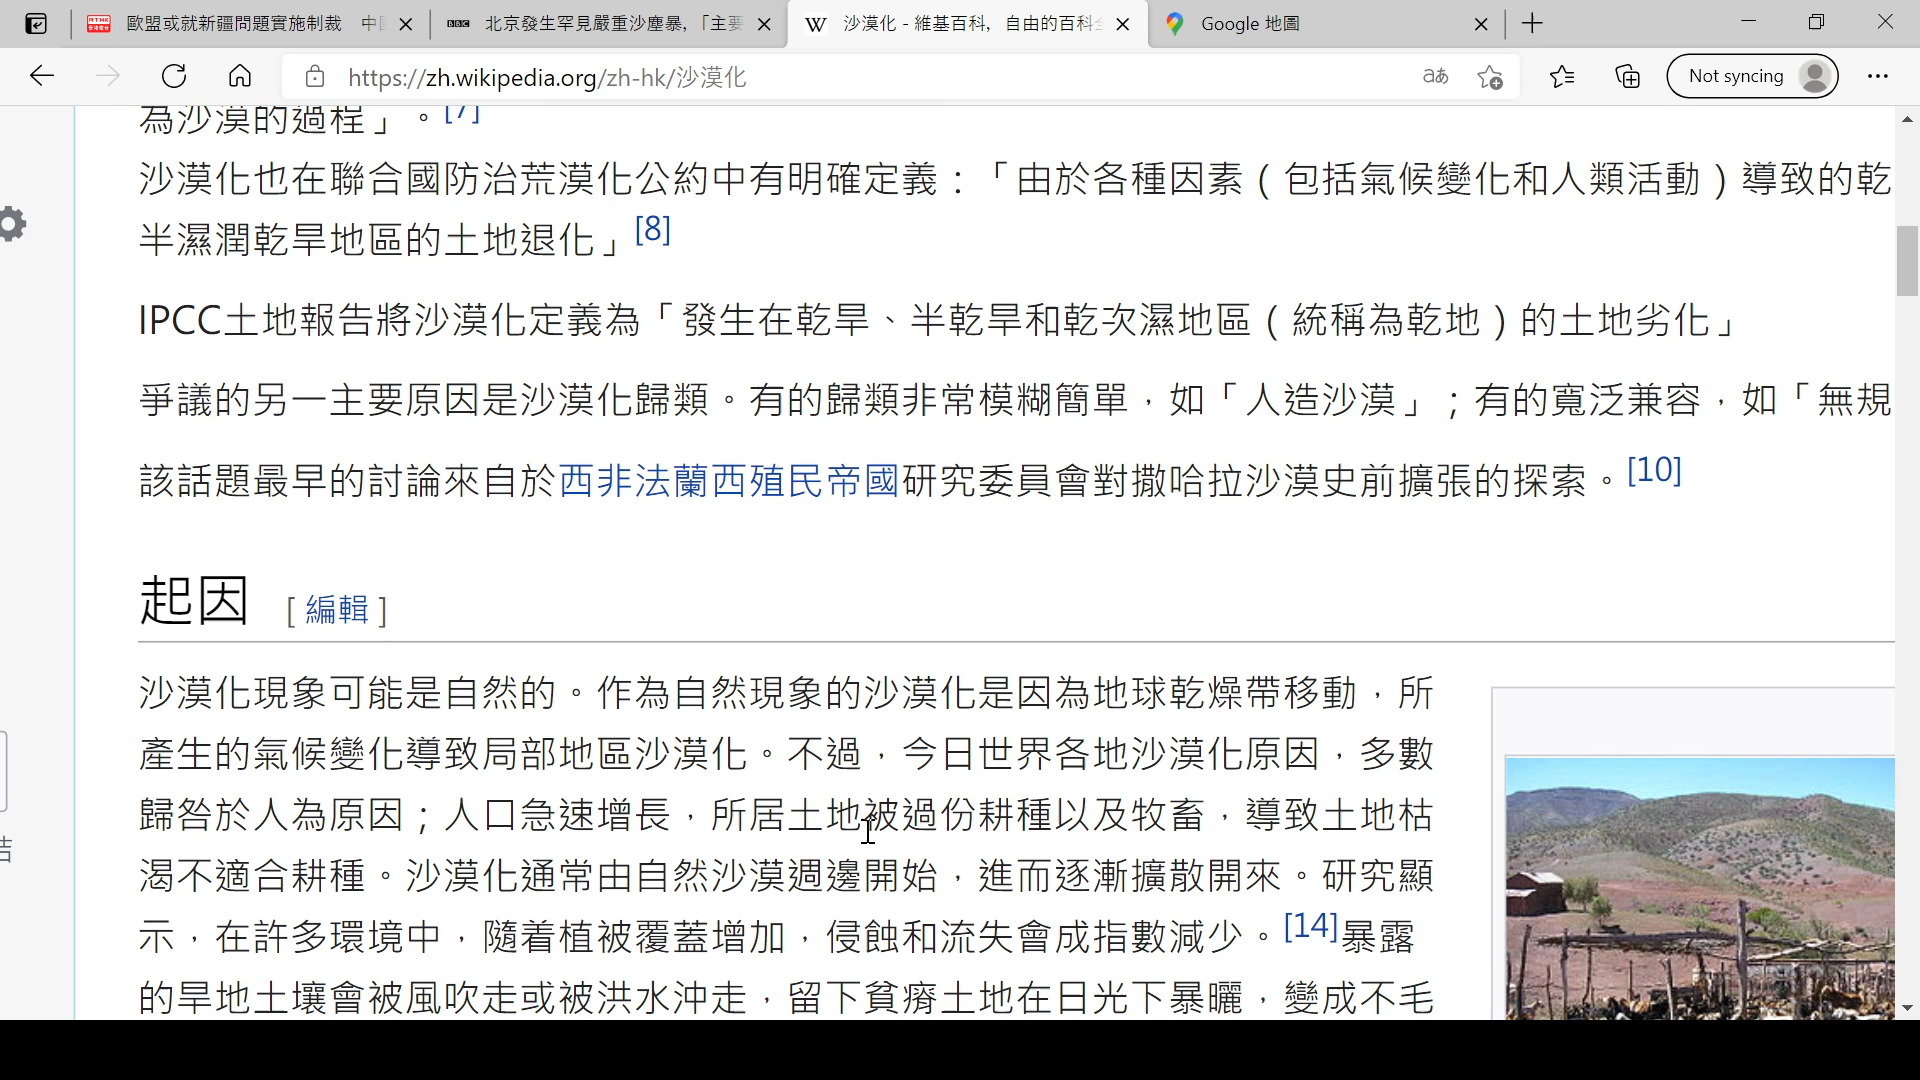 歐盟或就新疆問題實施制裁 中
北京發生罕見嚴重沙塵暴,「主要
沙漠化 - 維基百科,自由的百科
Google 地圖
https://zh.wikipedia.org/zh-hk/沙漠化
Not syncing
為沙漠的過程」。[7]
沙漠化也在聯合國防治荒漠化公約中有明確定義:「由於各種因素(包括氣候變化和人類活動)導致的乾
半濕潤乾旱地區的土地退化」[8]
IPCC土地報告將沙漠化定義為「發生在乾旱、半乾旱和乾次濕地區(統稱為乾地)的土地劣化」
爭議的另一主要原因是沙漠化歸類。有的歸類非常模糊簡單,如「人造沙漠」;有的寬泛兼容,如「無規
該話題最早的討論來自於西非法蘭西殖民帝國研究委員會對撒哈拉沙漠史前擴張的探索。[10]
起因 [編輯]
沙漠化現象可能是自然的。作為自然現象的沙漠化是因為地球乾燥帶移動,所
產生的氣候變化導致局部地區沙漠化。不過,今日世界各地沙漠化原因,多數
歸咎於人為原因;人口急速增長,所居土地被過份耕種以及牧畜,導致土地枯
渴不適合耕種。沙漠化通常由自然沙漠週邊開始,進而逐漸擴散開來。研究顯
示,在許多環境中,隨着植被覆蓋增加,侵蝕和流失會成指數減少。[14]暴露
的旱地土壤會被風吹走或被洪水沖走,留下貧瘠土地在日光下暴曬,變成不毛